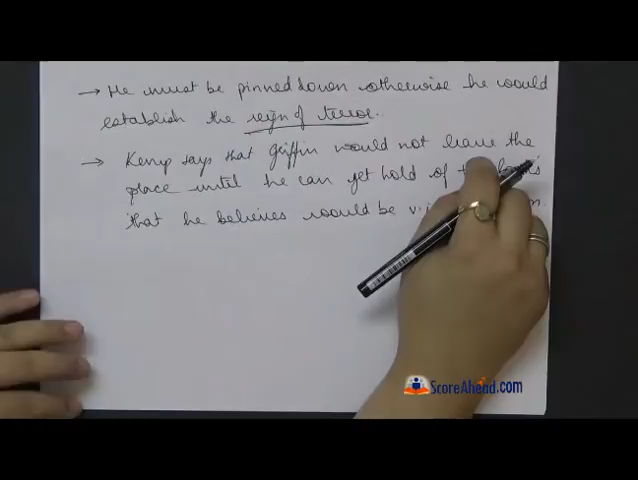 → He must be pinned down otherwise he would
establish the reign of terror.
→ Kemp says that Griffin would not leave the
place until he can get hold of
that he believes would be
ScoreAhead.com